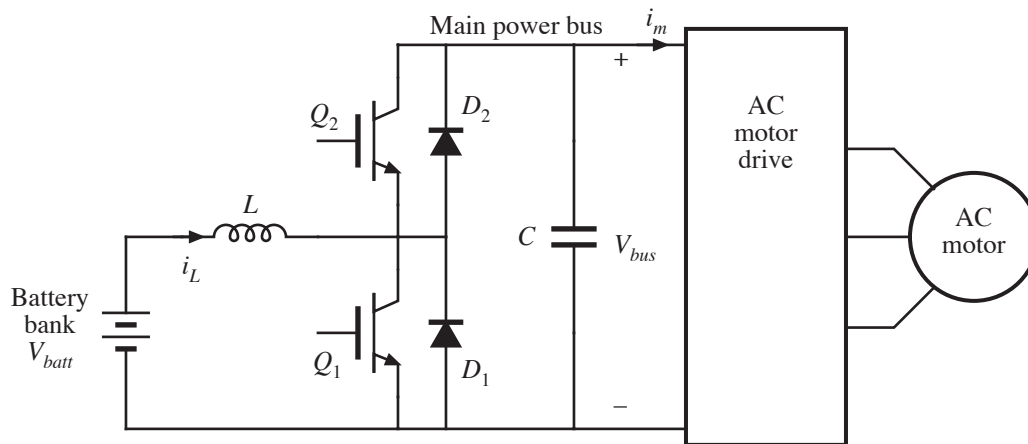 Main power bus
i_m
+
AC
motor
drive
Q_2
D_2
L
i_L
C
V_bus
AC
motor
Battery
bank
V_batt
Q_1
D_1
–